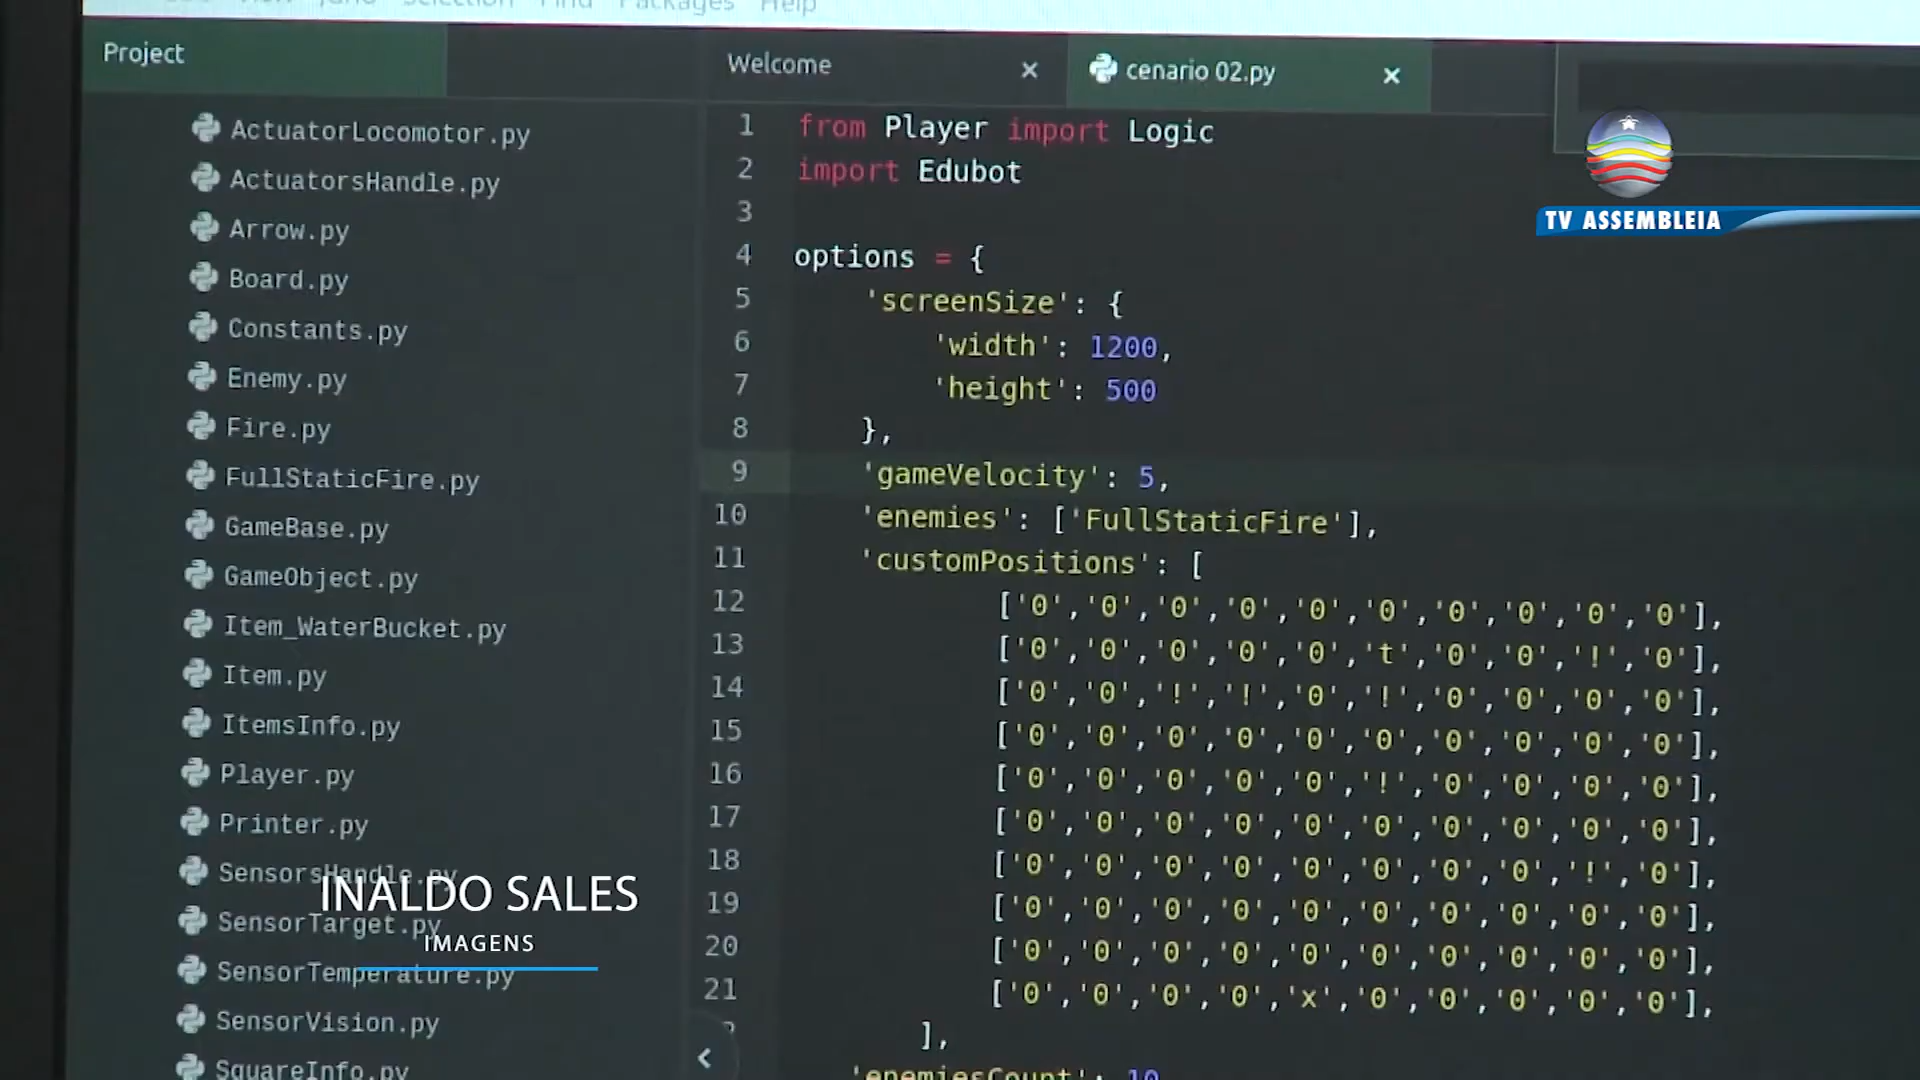 Selection Find Packages Help
Project
Welcome
cenario 02.py
ActuatorLocomotor.py
ActuatorsHandle.py
Arrow.py
Board.py
Constants.py
Enemy.py
Fire.py
FullStaticFire.py
GameBase.py
GameObject.py
Item_WaterBucket.py
Item.py
ItemsInfo.py
Player.py
Printer.py
SensorsHandle.py
SensorTarget.py
SensorTemperature.py
SensorVision.py
SquareInfo.py
1 from Player import Logic
2 import Edubot
3
4 options = {
5 'screenSize': {
6 'width': 1200,
7 'height': 500
8 },
9 'gameVelocity': 5,
10 'enemies': ['FullStaticFire'],
11 'customPositions': [
12 ['0','0','0','0','0','0','0','0','0','0'],
13 ['0','0','0','0','0','t','0','0','!','0'],
14 ['0','0','!','!','0','!','0','0','0','0'],
15 ['0','0','0','0','0','0','0','0','0','0'],
16 ['0','0','0','0','0','!','0','0','0','0'],
17 ['0','0','0','0','0','0','0','0','0','0'],
18 ['0','0','0','0','0','0','0','0','!','0'],
19 ['0','0','0','0','0','0','0','0','0','0'],
20 ['0','0','0','0','0','0','0','0','0','0'],
21 ['0','0','0','0','x','0','0','0','0','0'],
],
'enemiesCount': 10
TV ASSEMBLEIA
INALDO SALES
IMAGENS